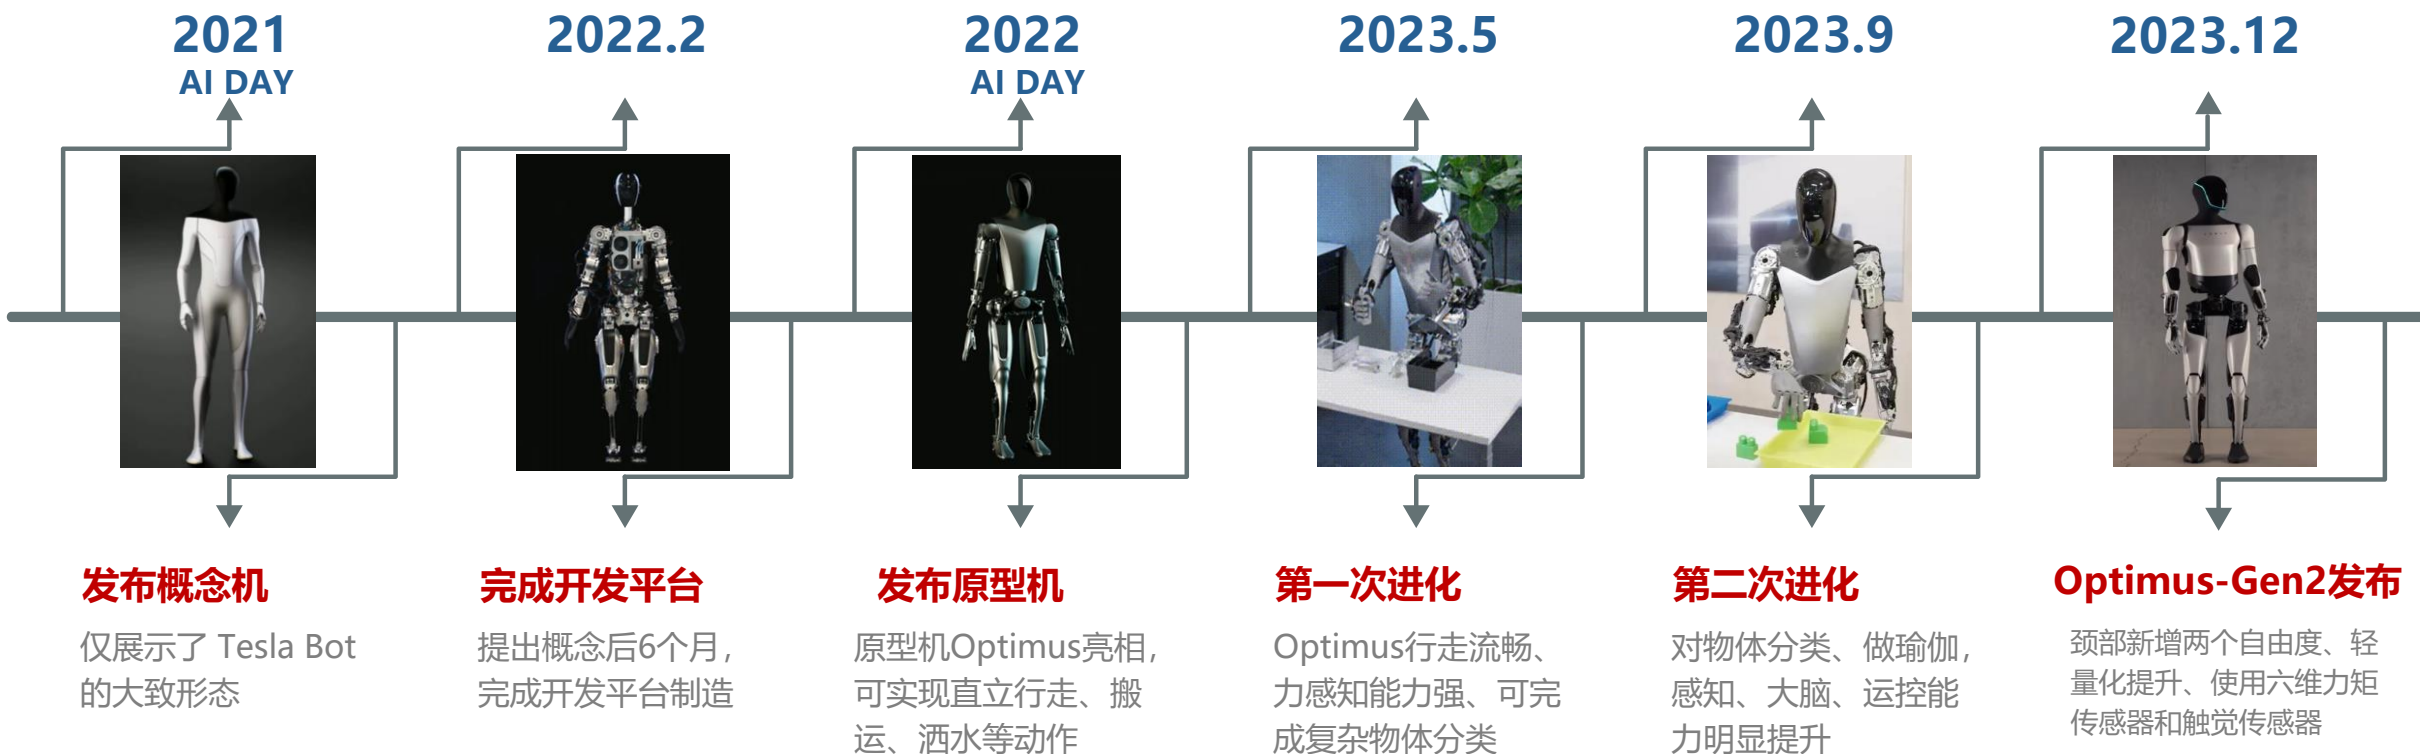 2021
AI DAY
2022.2
2022
AI DAY
2023.5
2023.9
2023.12
发布概念机
仅展示了 Tesla Bot
的大致形态
完成开发平台
提出概念后6个月，
完成开发平台制造
发布原型机
原型机Optimus亮相，
可实现直立行走、搬
运、洒水等动作
第一次进化
Optimus行走流畅、
力感知能力强、可完
成复杂物体分类
第二次进化
对物体分类、做瑜伽，
感知、大脑、运控能
力明显提升
Optimus-Gen2发布
颈部新增两个自由度、轻
量化提升、使用六维力矩
传感器和触觉传感器